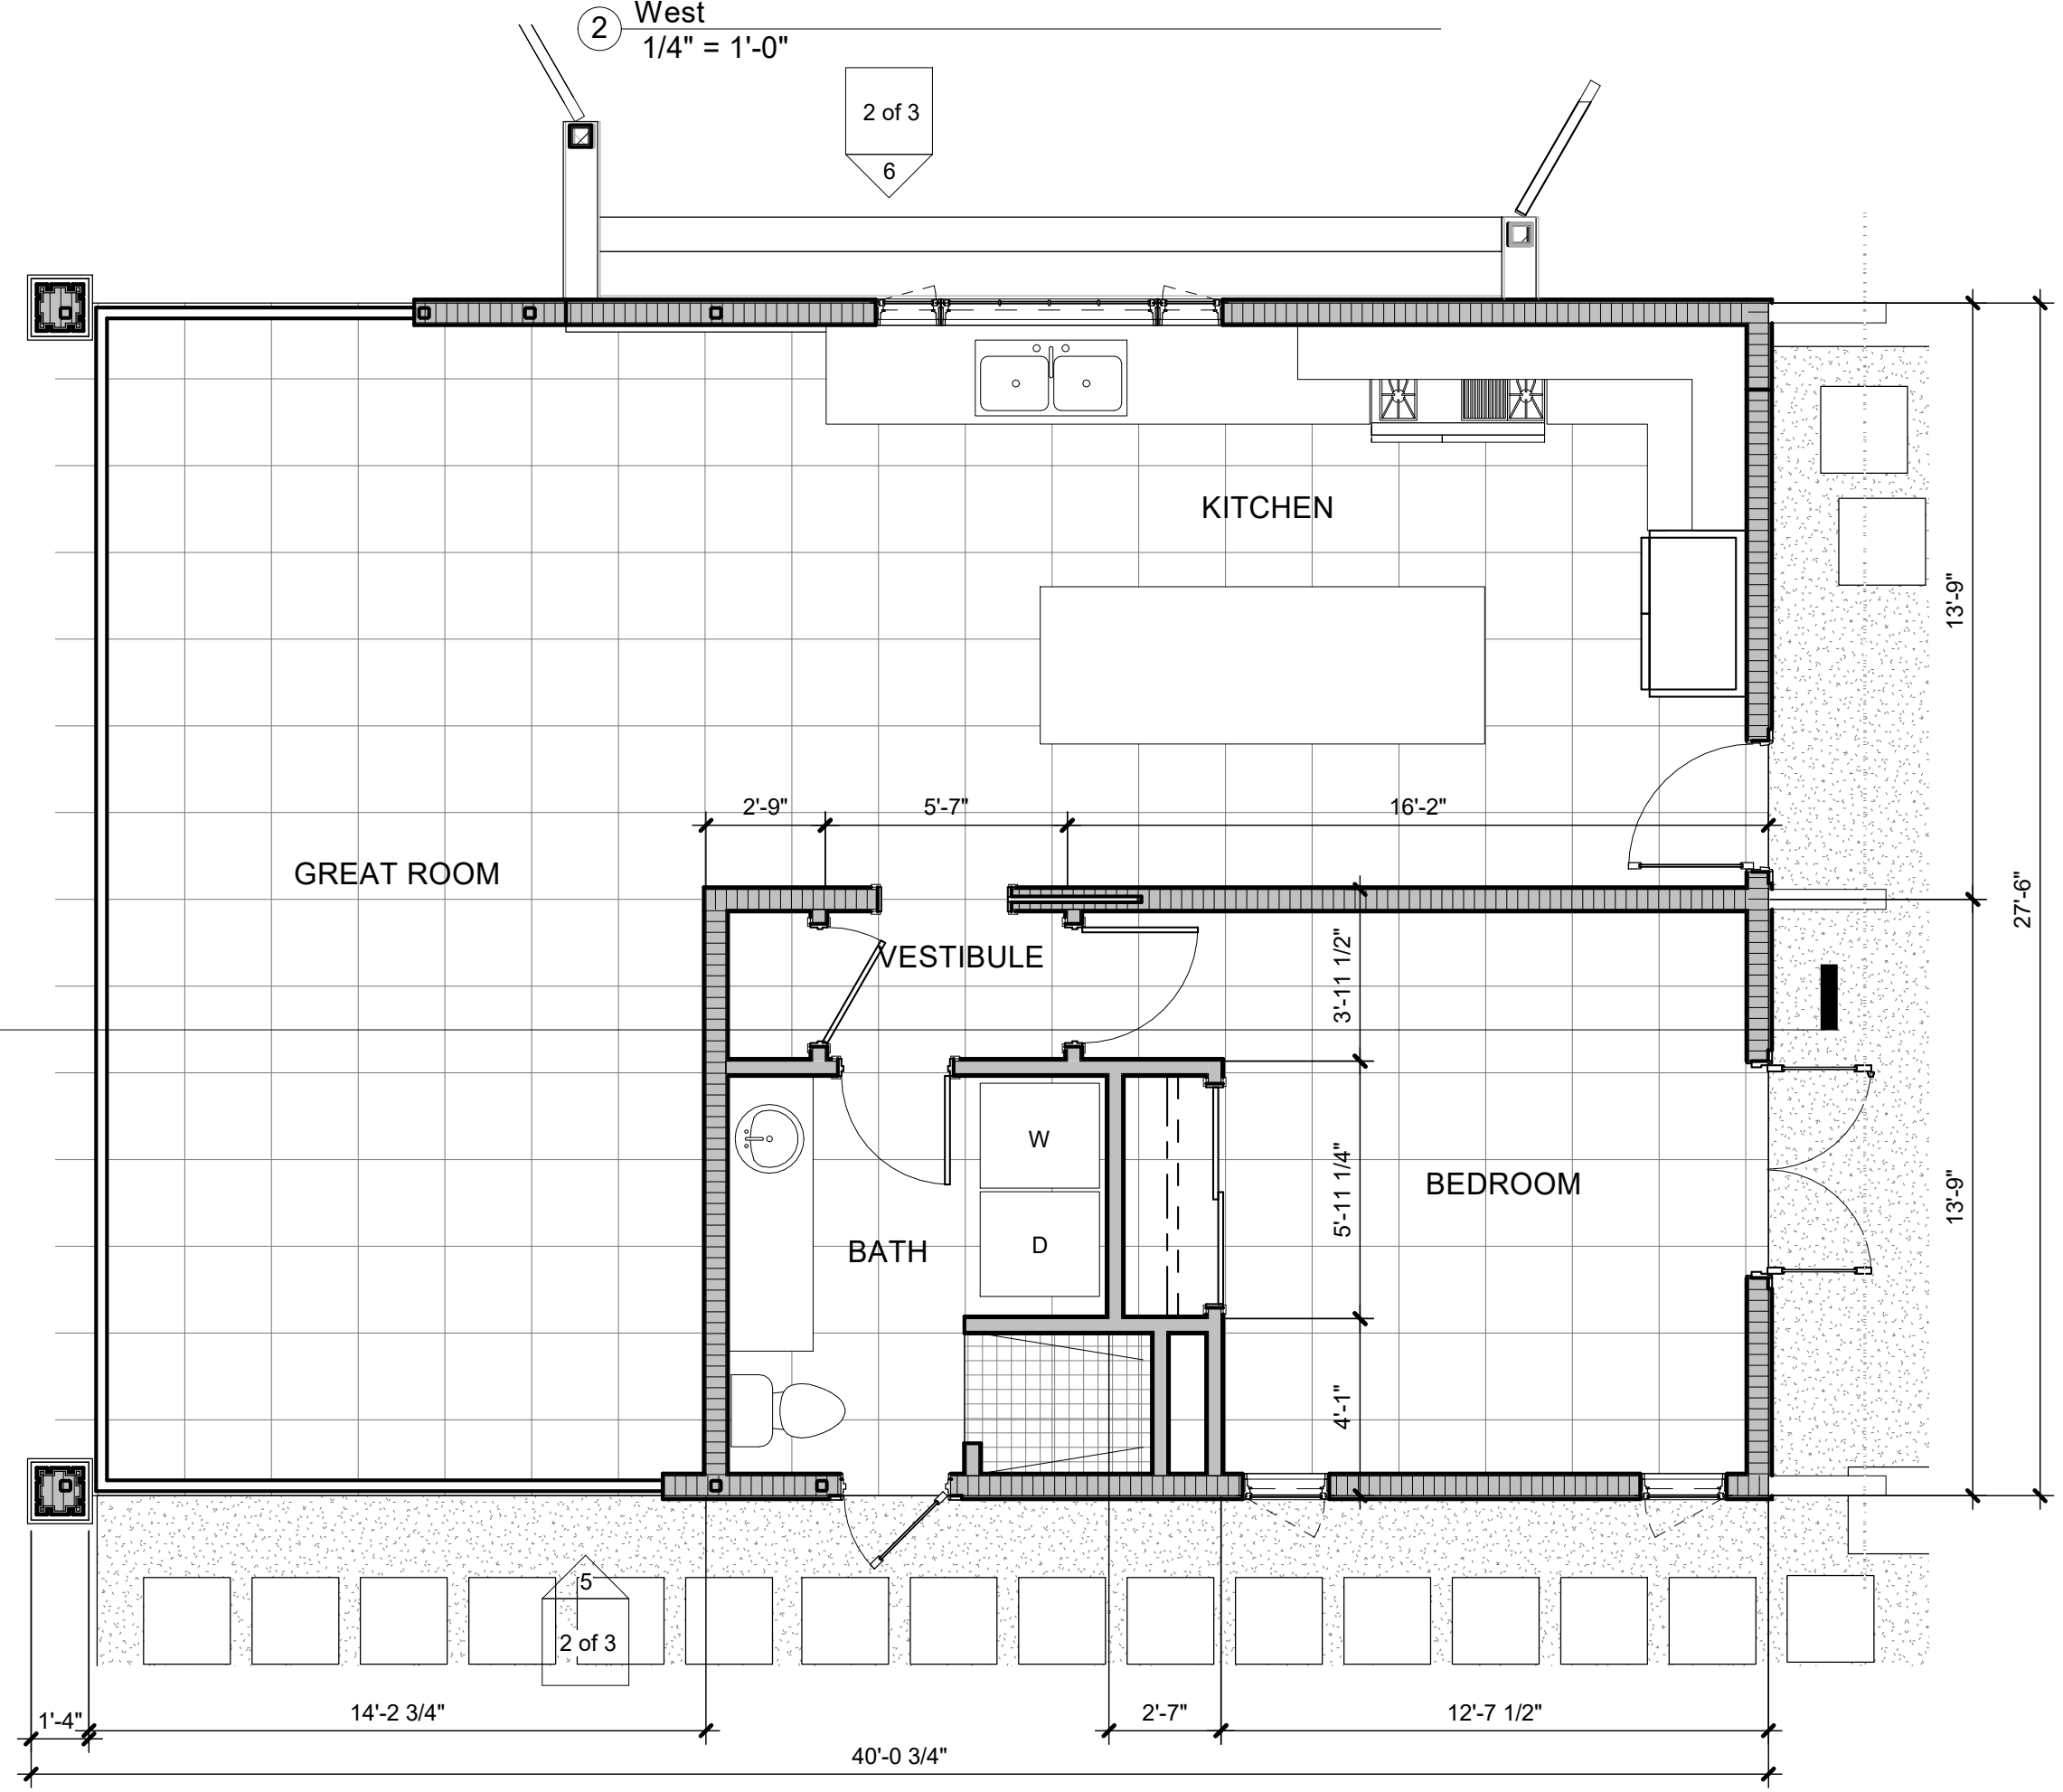 West
2
1/4" = 1'-0"
2 of 3
6
KITCHEN
13'-9"
2'-9"
5'-7"
16'-2"
GREAT ROOM
27'-6"
VESTIBULE
3'-11 1/2"
W
5'-11 1/4"
BEDROOM
13'-9"
D
BATH
4'-1"
5
2 of 3
1'-4"
14'-2 3/4"
2'-7"
12'-7 1/2"
40'-0 3/4"